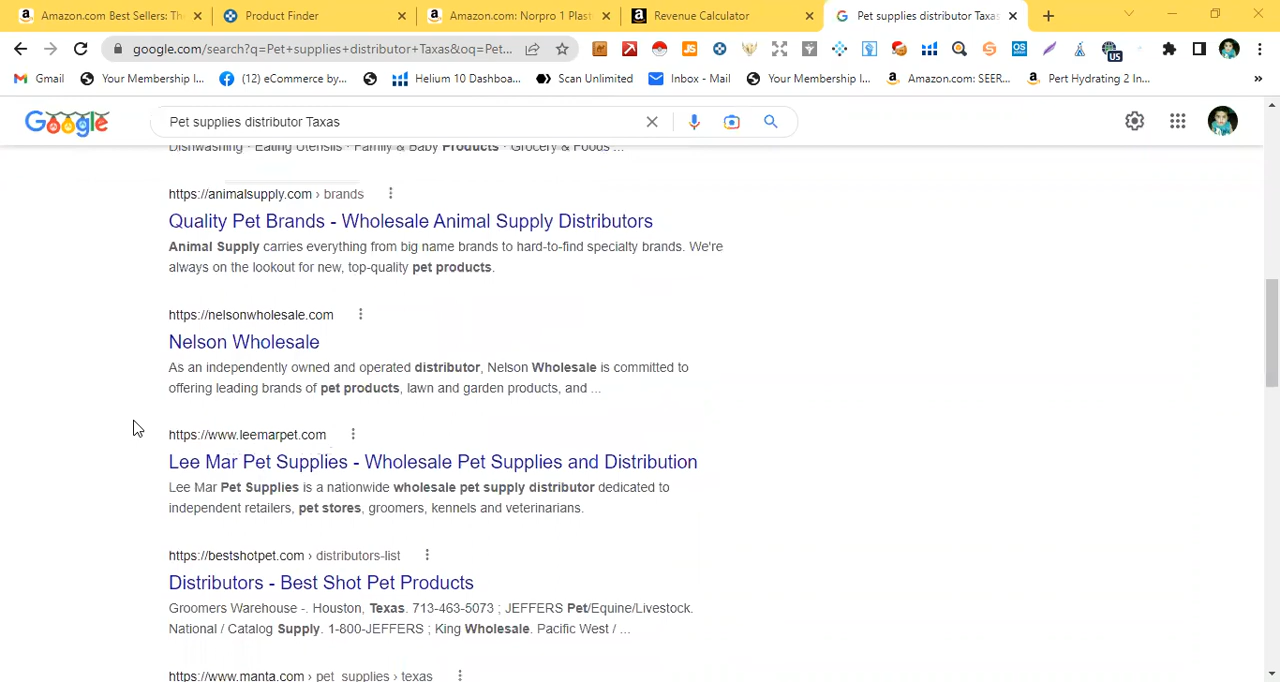 Amazon.com Best Sellers: The
Product Finder
Amazon.com: Norpro 1 Plasti
Revenue Calculator
Pet supplies distributor Taxas
google.com/search?q=Pet+supplies+distributor+Taxas&oq=Pet...
US
Gmail
Your Membership I...
(12) eCommerce by...
Helium 10 Dashboa...
Scan Unlimited
Inbox - Mail
Your Membership I...
Amazon.com: SEER...
Pert Hydrating 2 In...
Google
Pet supplies distributor Taxas
Dishwashing · Eating Utensils · Family & Baby Products · Grocery & Foods ...
https://animalsupply.com › brands
Quality Pet Brands - Wholesale Animal Supply Distributors
Animal Supply carries everything from big name brands to hard-to-find specialty brands. We're
always on the lookout for new, top-quality pet products.
https://nelsonwholesale.com
Nelson Wholesale
As an independently owned and operated distributor, Nelson Wholesale is committed to
offering leading brands of pet products, lawn and garden products, and ...
https://www.leemarpet.com
Lee Mar Pet Supplies - Wholesale Pet Supplies and Distribution
Lee Mar Pet Supplies is a nationwide wholesale pet supply distributor dedicated to
independent retailers, pet stores, groomers, kennels and veterinarians.
https://bestshotpet.com › distributors-list
Distributors - Best Shot Pet Products
Groomers Warehouse -. Houston, Texas. 713-463-5073 ; JEFFERS Pet/Equine/Livestock.
National / Catalog Supply. 1-800-JEFFERS ; King Wholesale. Pacific West / ...
https://www.manta.com › pet_supplies › texas